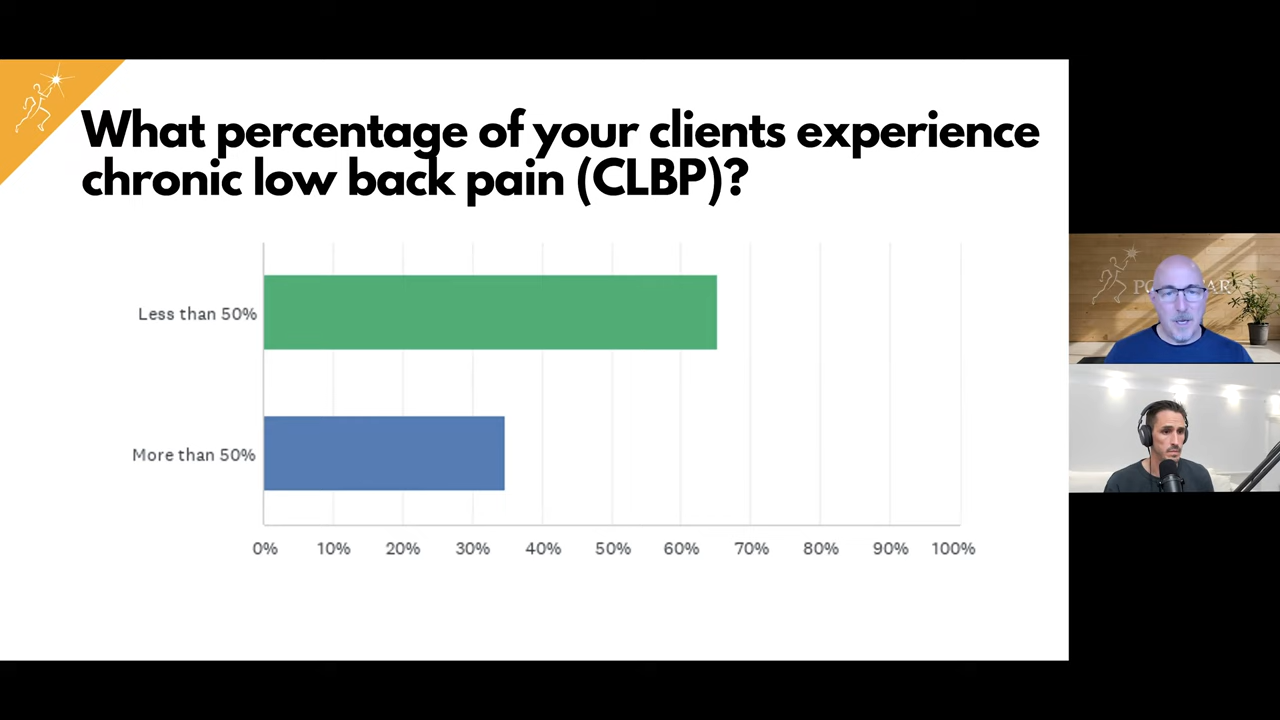 What percentage of your clients experience
chronic low back pain (CLBP)?
Less than 50%
More than 50%
0% 10% 20% 30% 40% 50% 60% 70% 80% 90% 100%